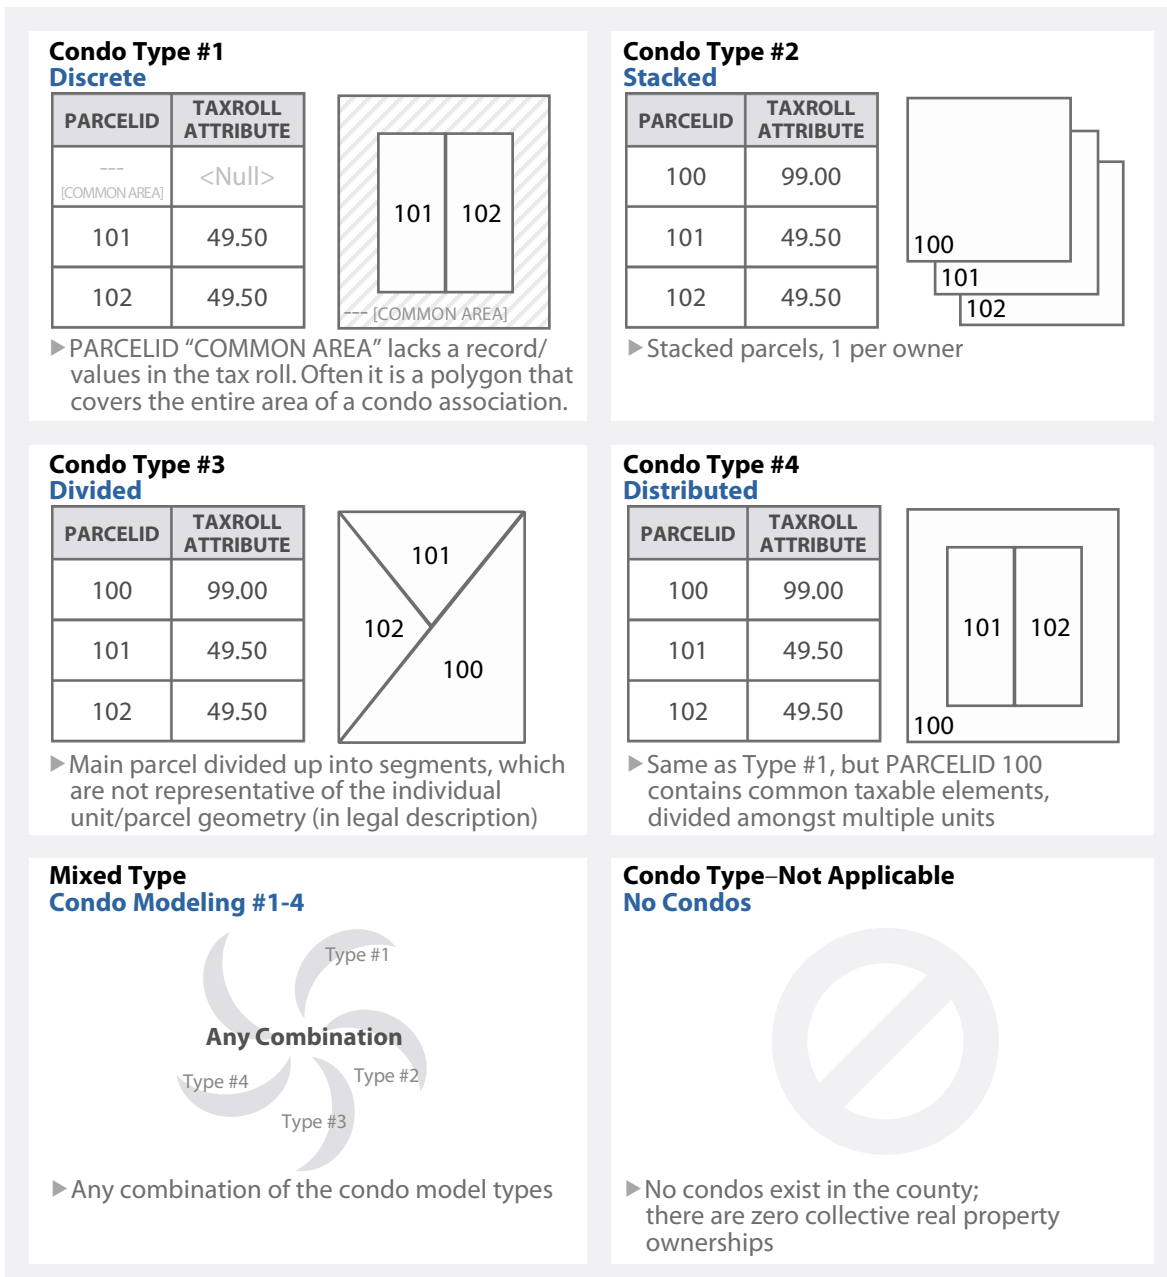 Condo Type #1
Discrete
PARCELID
TAXROLL
ATTRIBUTE
---
[COMMON AREA]
<Null>
101
49.50
102
49.50
101
102
--- [COMMON AREA]
▶PARCELID “COMMON AREA” lacks a record/
values in the tax roll. Often it is a polygon that
covers the entire area of a condo association.
Condo Type #2
Stacked
PARCELID
TAXROLL
ATTRIBUTE
100
99.00
101
49.50
102
49.50
100
101
102
▶Stacked parcels, 1 per owner
Condo Type #3
Divided
PARCELID
TAXROLL
ATTRIBUTE
100
99.00
101
49.50
102
49.50
101
102
100
▶Main parcel divided up into segments, which
are not representative of the individual
unit/parcel geometry (in legal description)
Condo Type #4
Distributed
PARCELID
TAXROLL
ATTRIBUTE
100
99.00
101
49.50
102
49.50
101
102
100
▶Same as Type #1, but PARCELID 100
contains common taxable elements,
divided amongst multiple units
Mixed Type
Condo Modeling #1-4
Type #1
Any Combination
Type #2
Type #4
Type #3
▶Any combination of the condo model types
Condo Type–Not Applicable
No Condos
▶No condos exist in the county;
there are zero collective real property
ownerships